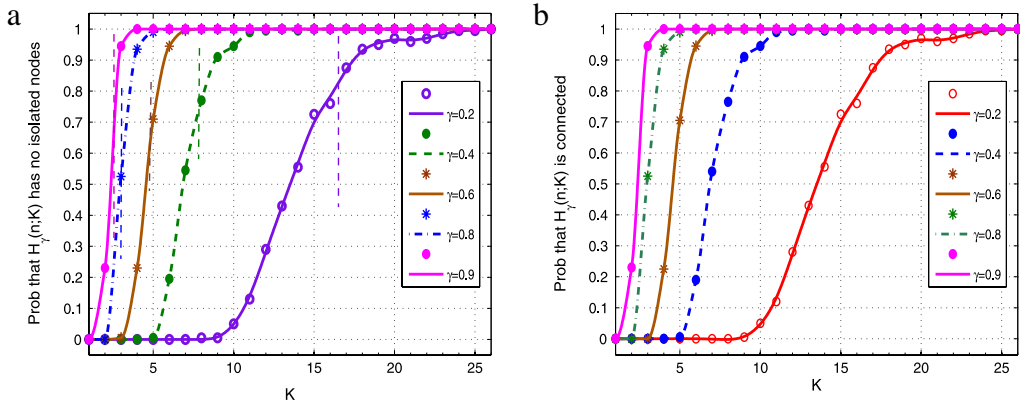 a
Prob that H_γ(n;K) has no isolated nodes
1
0.9
0.8
0.7
0.6
0.5
0.4
0.3
0.2
0.1
0
5
10
15
20
25
K
γ=0.2
γ=0.4
γ=0.6
γ=0.8
γ=0.9
b
Prob that H_γ(n;K) is connected
1
0.9
0.8
0.7
0.6
0.5
0.4
0.3
0.2
0.1
0
5
10
15
20
25
K
γ=0.2
γ=0.4
γ=0.6
γ=0.8
γ=0.9